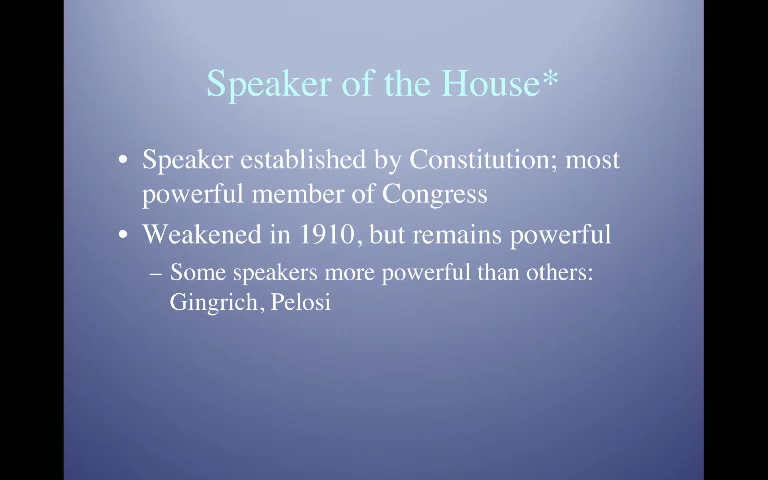 Speaker of the House*
• Speaker established by Constitution; most
powerful member of Congress
• Weakened in 1910, but remains powerful
– Some speakers more powerful than others:
Gingrich, Pelosi